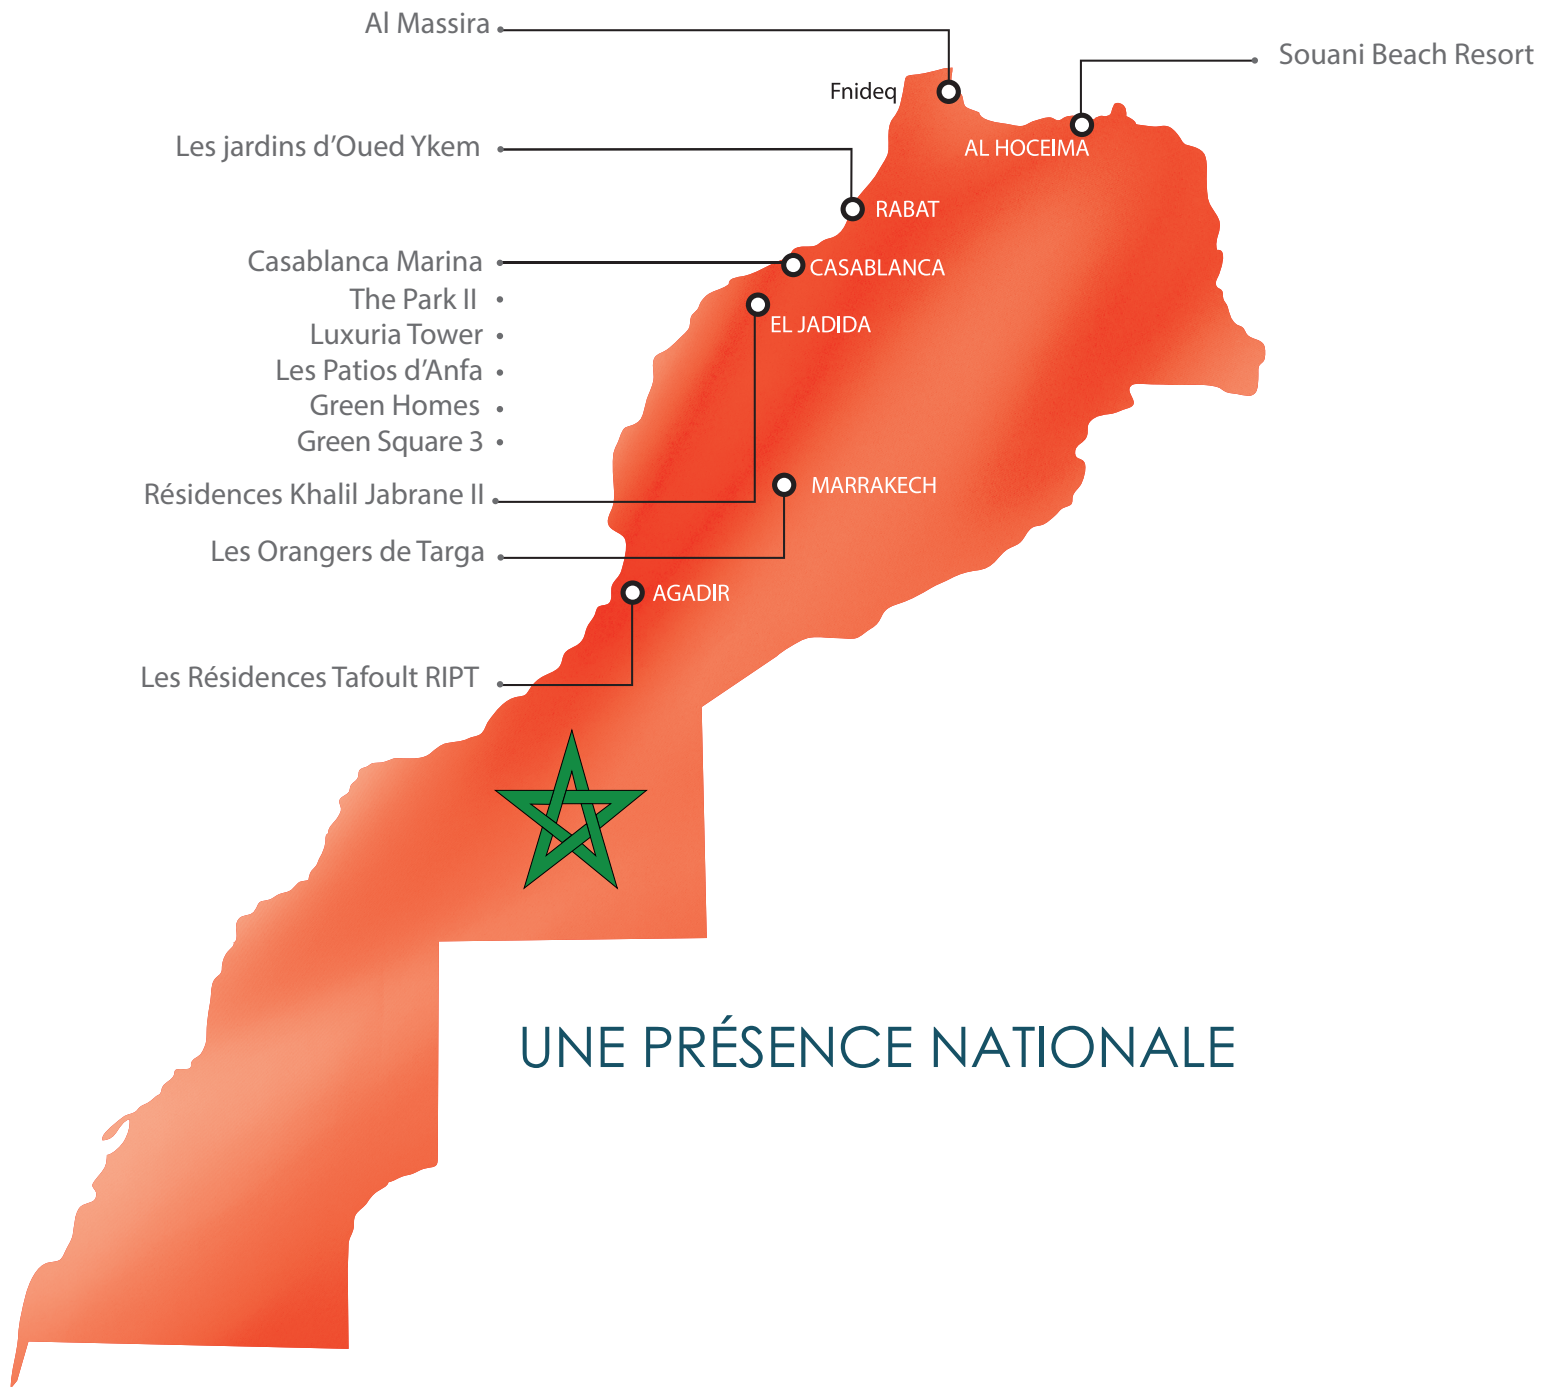 Al Massira
Souani Beach Resort
Fnideq
AL HOCEIMA
Les jardins d'Oued Ykem
RABAT
Casablanca Marina
CASABLANCA
The Park II
EL JADIDA
Luxuria Tower
Les Patios d'Anfa
Green Homes
Green Square 3
MARRAKECH
Résidences Khalil Jabrane II
Les Orangers de Targa
AGADIR
Les Résidences Tafoult RIPT
UNE PRÉSENCE NATIONALE